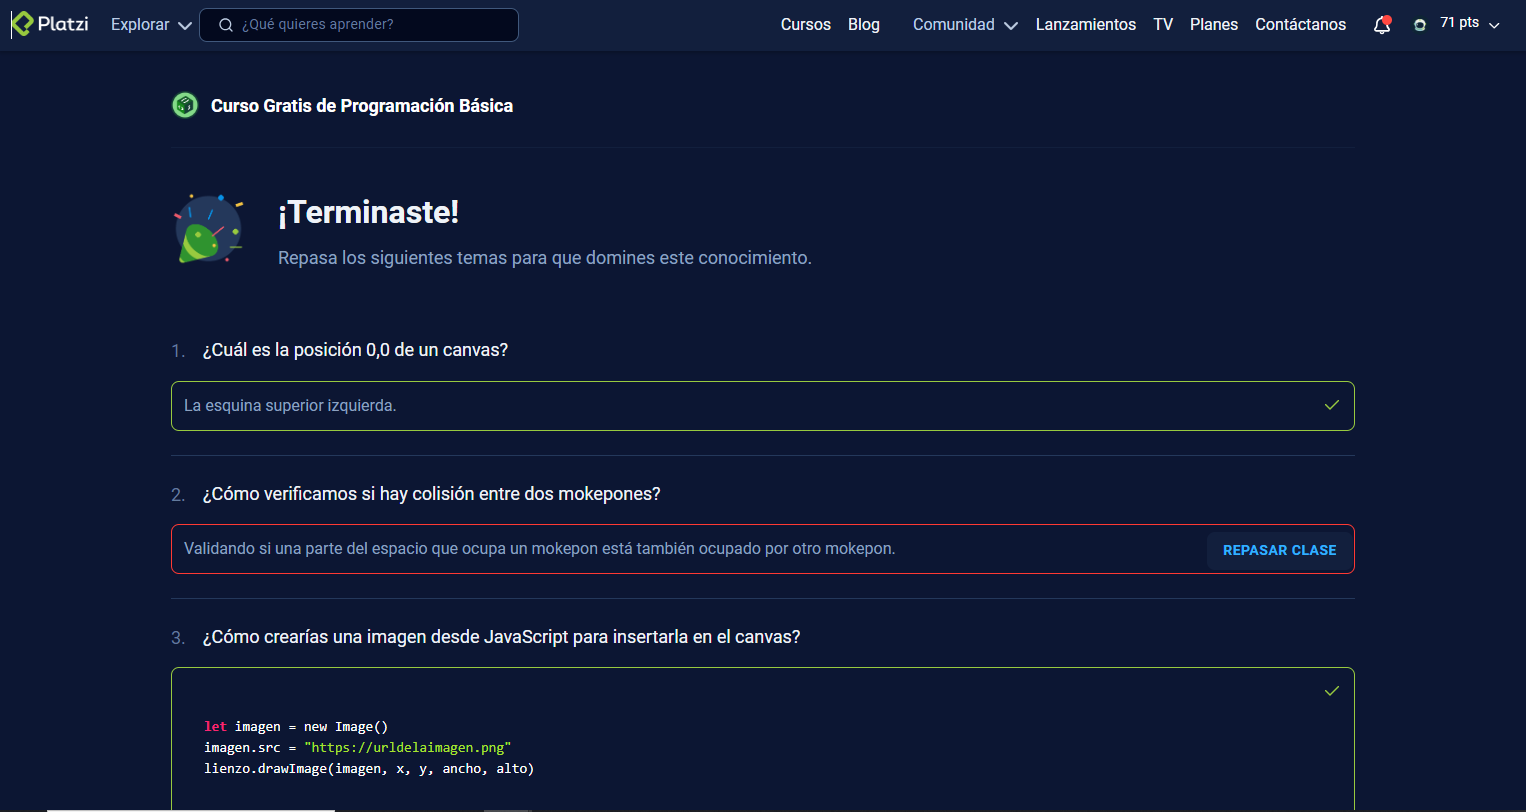 Platzi Explorar ¿Qué quieres aprender? Cursos Blog Comunidad Lanzamientos TV Planes Contáctanos 71 pts
Curso Gratis de Programación Básica
¡Terminaste!
Repasa los siguientes temas para que domines este conocimiento.
1. ¿Cuál es la posición 0,0 de un canvas?
La esquina superior izquierda.
2. ¿Cómo verificamos si hay colisión entre dos mokepones?
Validando si una parte del espacio que ocupa un mokepon está también ocupado por otro mokepon. REPASAR CLASE
3. ¿Cómo crearías una imagen desde JavaScript para insertarla en el canvas?
let imagen = new Image()
imagen.src = "https://urldelaimagen.png"
lienzo.drawImage(imagen, x, y, ancho, alto)